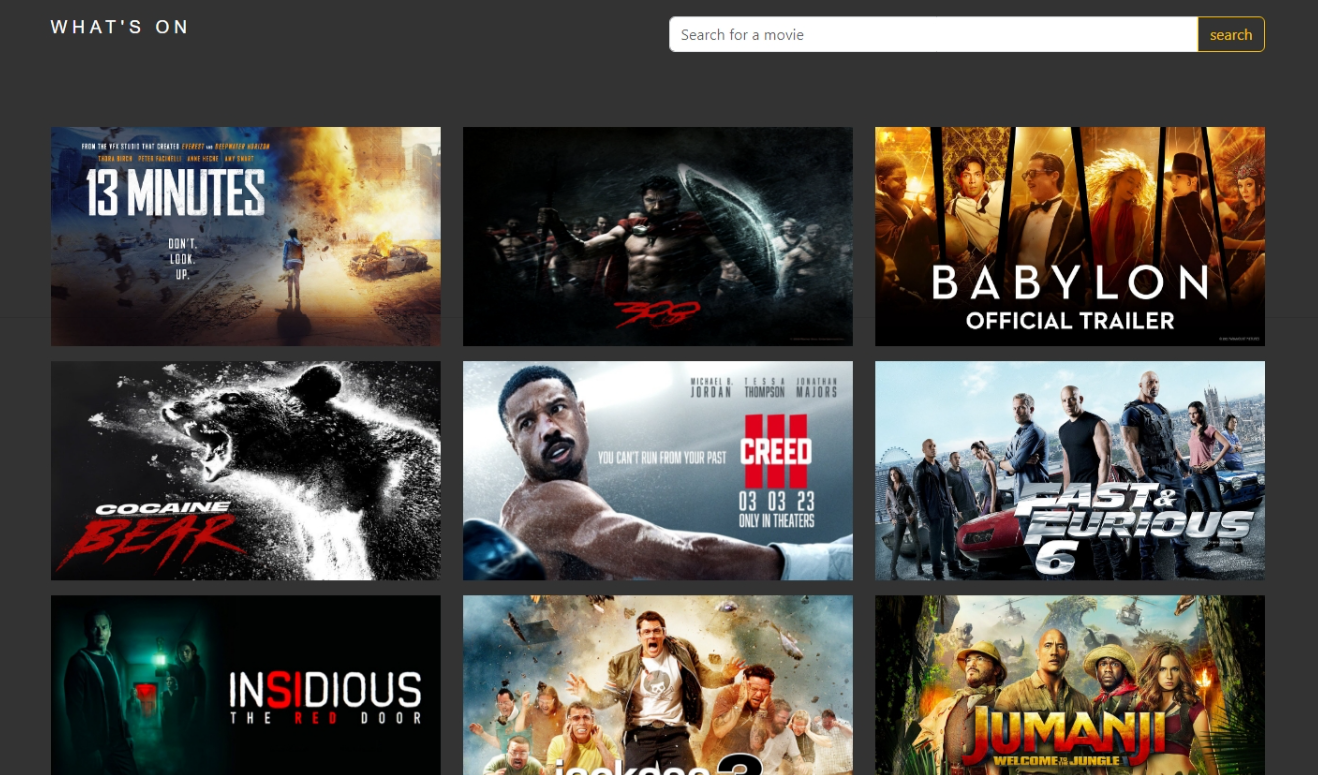 WHAT'S ON
Search for a movie
search
FROM THE VFX STUDIO THAT CREATED EVEREST AND DEEPWATER HORIZON
THORA BIRCH PETER FACINELLI ANNE HECHE AMY SMART
13 MINUTES
DON'T.
LOOK.
UP.
300
BABYLON
OFFICIAL TRAILER
COCAINE
BEAR
MICHAEL B. JORDAN
TESSA THOMPSON
JONATHAN MAJORS
YOU CAN'T RUN FROM YOUR PAST
III
CREED
03 03 23
ONLY IN THEATERS
FAST &
FURIOUS
6
INSIDIOUS
THE RED DOOR
jackass 3
JUMANJI
WELCOME TO THE JUNGLE